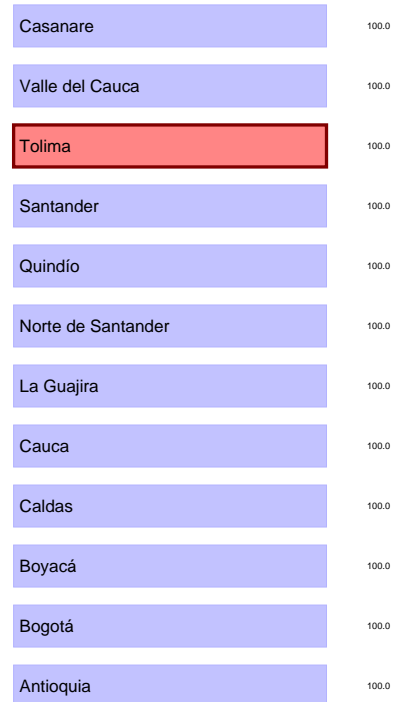 Casanare 100.0
Valle del Cauca 100.0
Tolima 100.0
Santander 100.0
Quindío 100.0
Norte de Santander 100.0
La Guajira 100.0
Cauca 100.0
Caldas 100.0
Boyacá 100.0
Bogotá 100.0
Antioquia 100.0